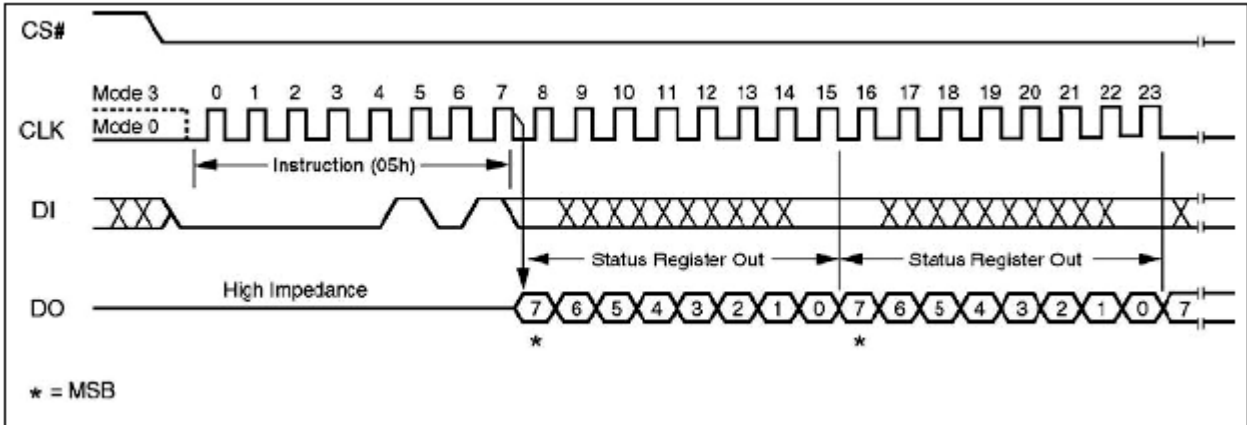 CS#
Mode 3
0 1 2 3 4 5 6 7 8 9 10 11 12 13 14 15 16 17 18 19 20 21 22 23
CLK
Mode 0
Instruction (05h)
DI
Status Register Out
Status Register Out
High Impedance
DO
7 6 5 4 3 2 1 0 7 6 5 4 3 2 1 0 7
* *
* = MSB